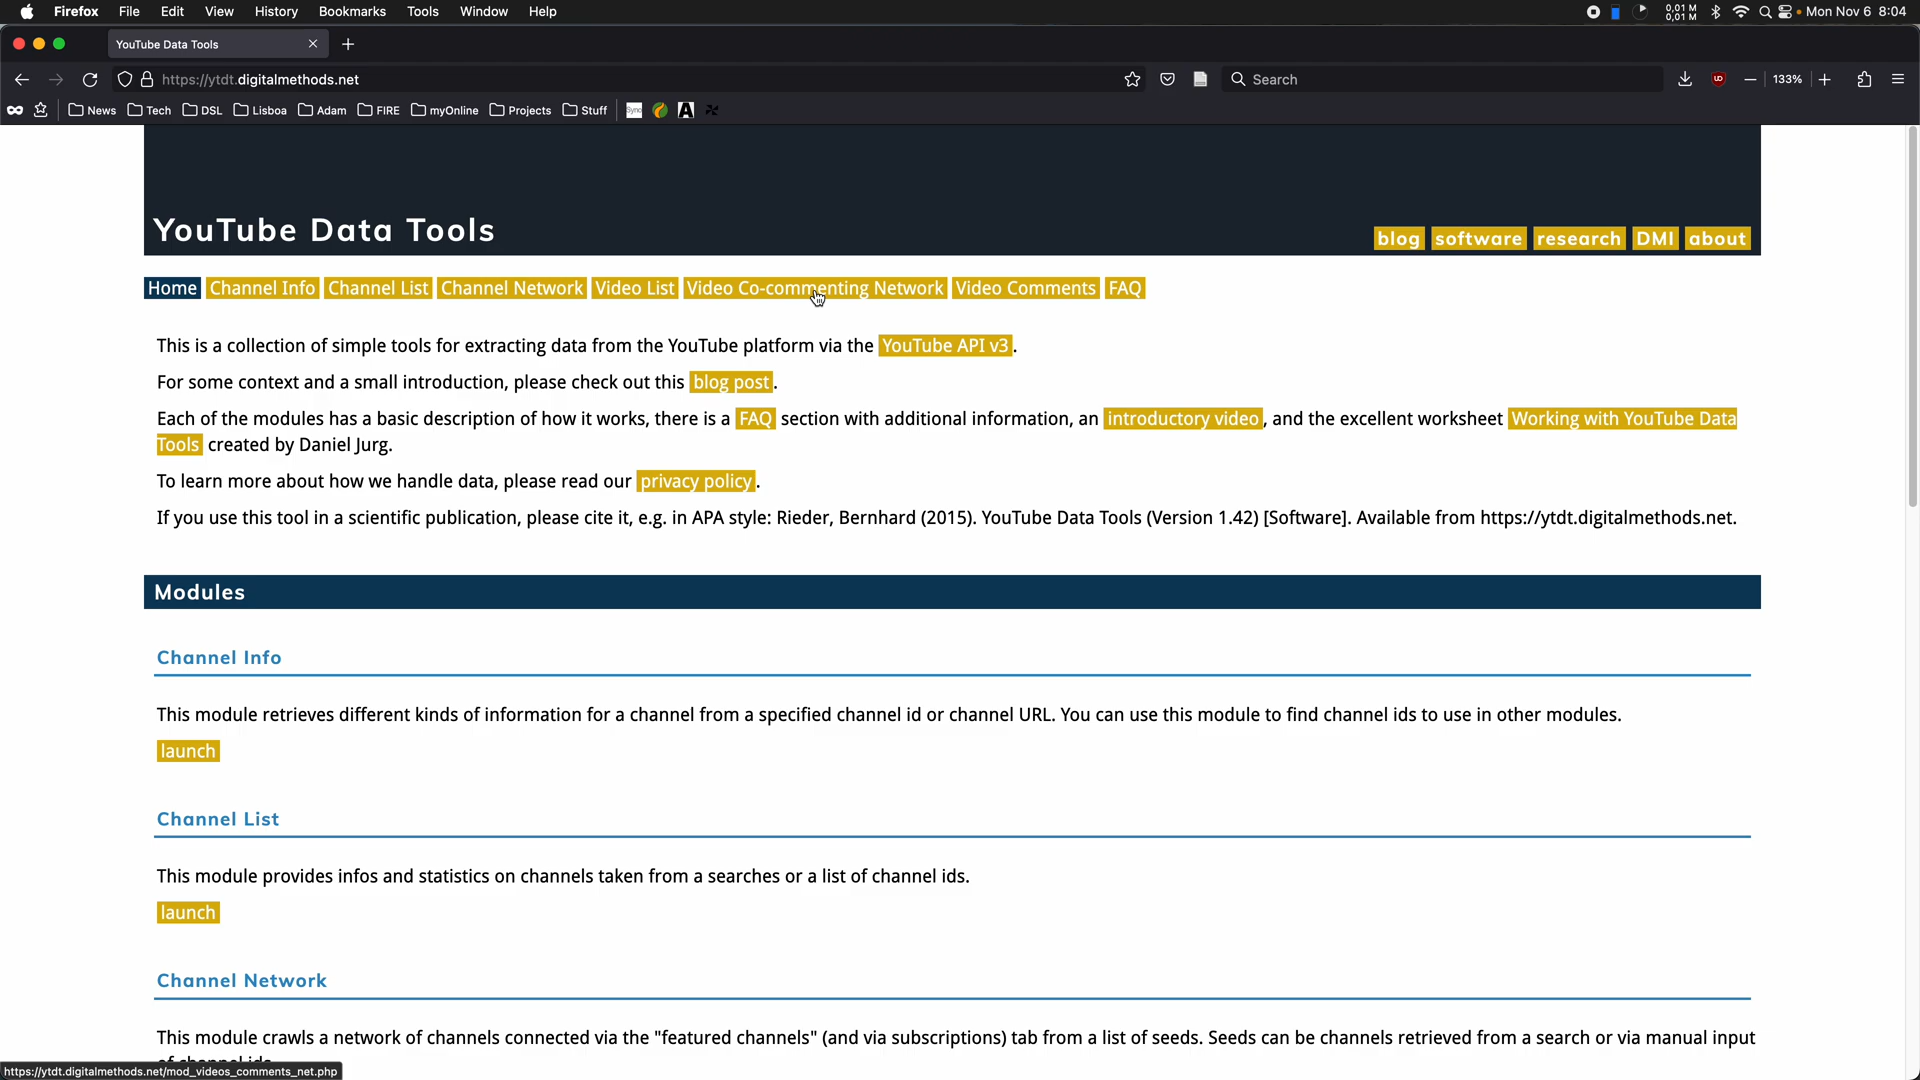 Firefox File Edit View History Bookmarks Tools Window Help 0,01 M 0,01 M Mon Nov 6 8:04
YouTube Data Tools
https://ytdt.digitalmethods.net Search 133%
News Tech DSL Lisboa Adam FIRE myOnline Projects Stuff
YouTube Data Tools
blog software research DMI about
Home Channel Info Channel List Channel Network Video List Video Co-commenting Network Video Comments FAQ
This is a collection of simple tools for extracting data from the YouTube platform via the YouTube API v3.
For some context and a small introduction, please check out this blog post.
Each of the modules has a basic description of how it works, there is a FAQ section with additional information, an introductory video, and the excellent worksheet Working with YouTube Data
Tools created by Daniel Jurg.
To learn more about how we handle data, please read our privacy policy.
If you use this tool in a scientific publication, please cite it, e.g. in APA style: Rieder, Bernhard (2015). YouTube Data Tools (Version 1.42) [Software]. Available from https://ytdt.digitalmethods.net.
Modules
Channel Info
This module retrieves different kinds of information for a channel from a specified channel id or channel URL. You can use this module to find channel ids to use in other modules.
launch
Channel List
This module provides infos and statistics on channels taken from a searches or a list of channel ids.
launch
Channel Network
This module crawls a network of channels connected via the "featured channels" (and via subscriptions) tab from a list of seeds. Seeds can be channels retrieved from a search or via manual input
of channel ids.
https://ytdt.digitalmethods.net/mod_videos_comments_net.php